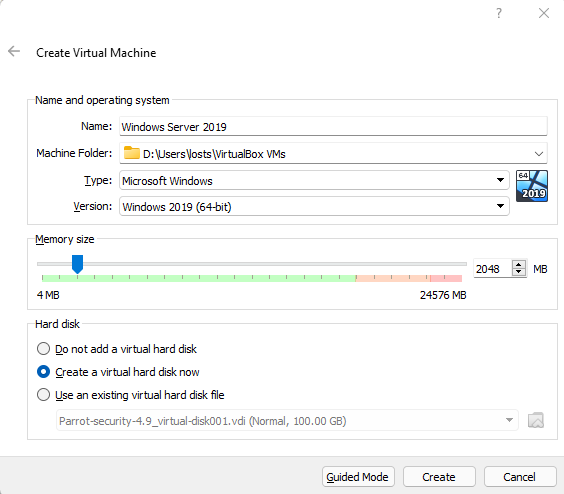 ?
Create Virtual Machine
Name and operating system
Name: Windows Server 2019
Machine Folder: D:\Users\losts\VirtualBox VMs
Type: Microsoft Windows
64
2019
Version: Windows 2019 (64-bit)
Memory size
2048 MB
4 MB 24576 MB
Hard disk
Do not add a virtual hard disk
Create a virtual hard disk now
Use an existing virtual hard disk file
Parrot-security-4.9_virtual-disk001.vdi (Normal, 100.00 GB)
Guided Mode Create Cancel